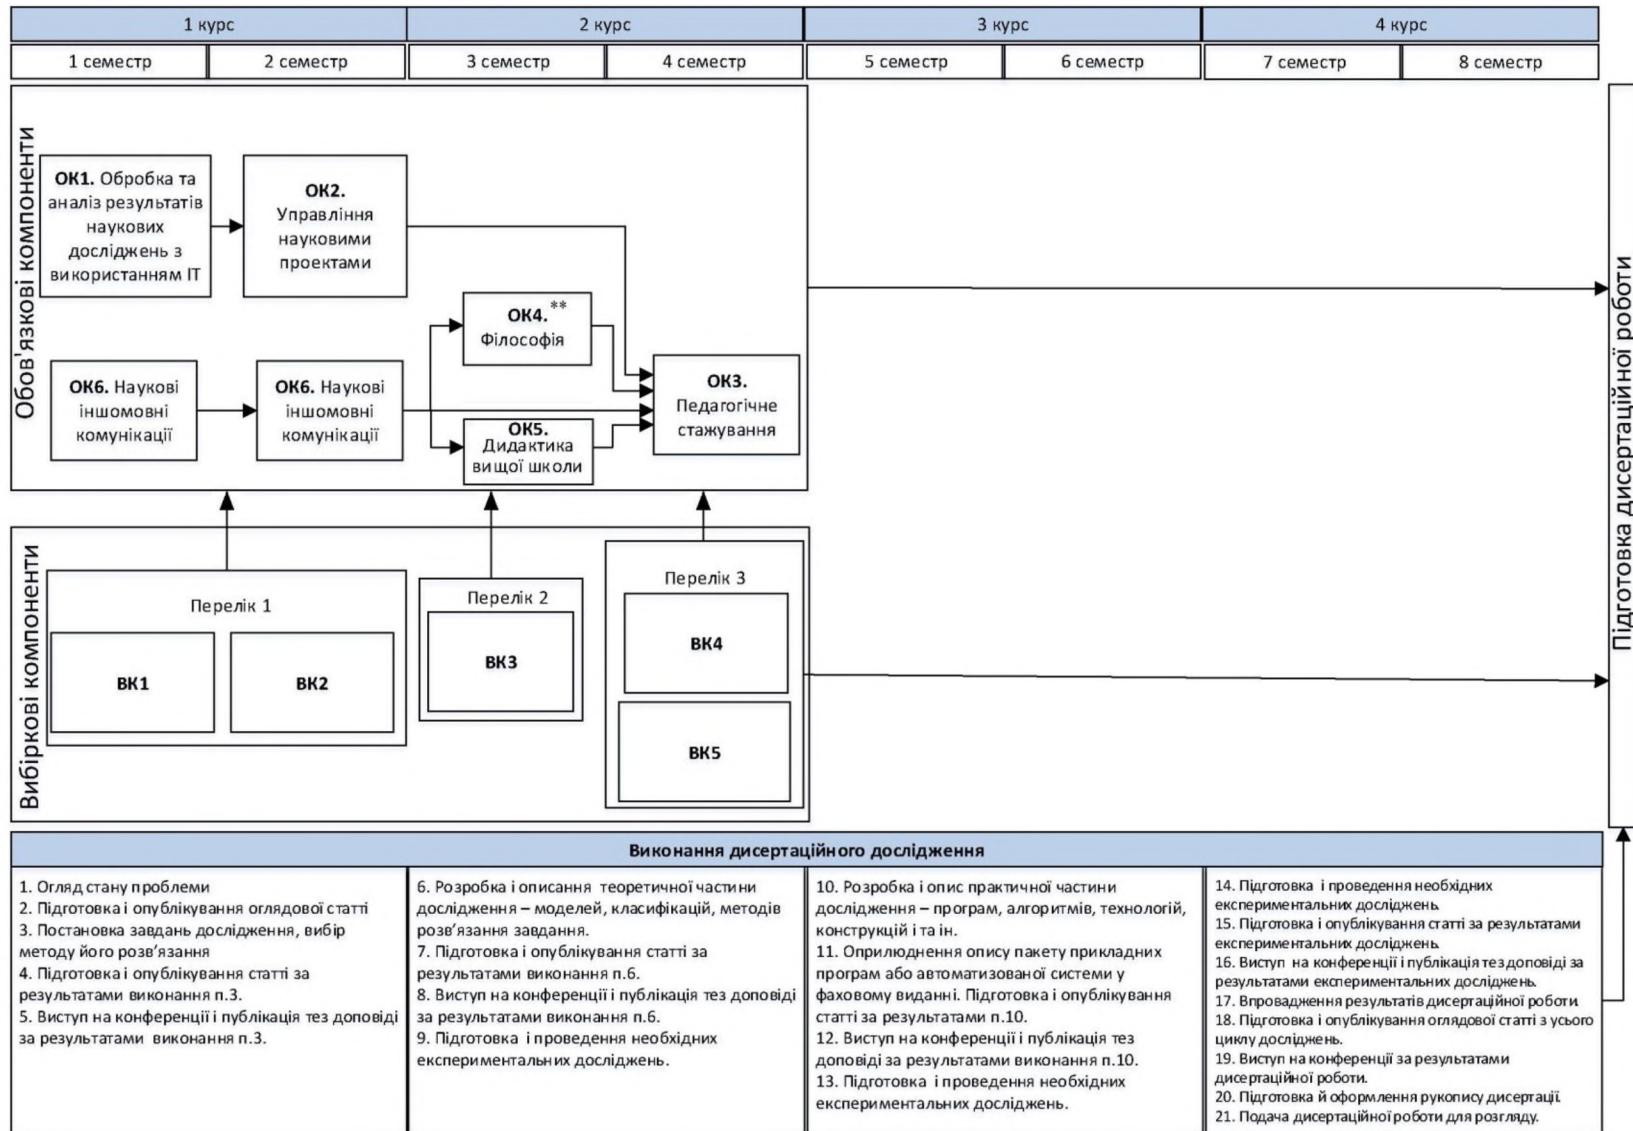 1 курс
2 курс
3 курс
4 курс
1 семестр
2 семестр
3 семестр
4 семестр
5 семестр
6 семестр
7 семестр
8 семестр
Обов'язкові компоненти
ОК1. Обробка та
аналіз результатів
наукових
досліджень з
використанням ІТ
ОК2.
Управління
науковими
проектами
ОК4.**
Філософія
ОК6. Наукові
іншомовні
комунікації
ОК6. Наукові
іншомовні
комунікації
ОК5.
Дидактика
вищої школи
ОК3.
Педагогічне
стажування
Підготовка дисертаційної роботи
Вибіркові компоненти
Перелік 1
ВК1
ВК2
Перелік 2
ВК3
Перелік 3
ВК4
ВК5
Виконання дисертаційного дослідження
1. Огляд стану проблеми
2. Підготовка і опублікування оглядової статті
3. Постановка завдань дослідження, вибір
методу його розв’язання
4. Підготовка і опублікування статті за
результатами виконання п.3.
5. Виступ на конференції і публікація тез доповіді
за результатами виконання п.3.
6. Розробка і описання теоретичної частини
дослідження – моделей, класифікацій, методів
розв’язання завдання.
7. Підготовка і опублікування статті за
результатами виконання п.6.
8. Виступ на конференції і публікація тез доповіді
за результатами виконання п.6.
9. Підготовка і проведення необхідних
експериментальних досліджень.
10. Розробка і опис практичної частини
дослідження – програм, алгоритмів, технологій,
конструкцій і та ін.
11. Оприлюднення опису пакету прикладних
програм або автоматизованої системи у
фаховому виданні. Підготовка і опублікування
статті за результатами п.10.
12. Виступ на конференції і публікація тез
доповіді за результатами виконання п.10.
13. Підготовка і проведення необхідних
експериментальних досліджень.
14. Підготовка і проведення необхідних
експериментальних досліджень.
15. Підготовка і опублікування статті за результатами
експериментальних досліджень.
16. Виступ на конференції і публікація тез доповіді за
результатами експериментальних досліджень.
17. Впровадження результатів дисертаційної роботи.
18. Підготовка і опублікування оглядової статті з усього
циклу досліджень.
19. Виступ на конференції за результатами
дисертаційної роботи.
20. Підготовка й оформлення рукопису дисертації.
21. Подача дисертаційної роботи для розгляду.